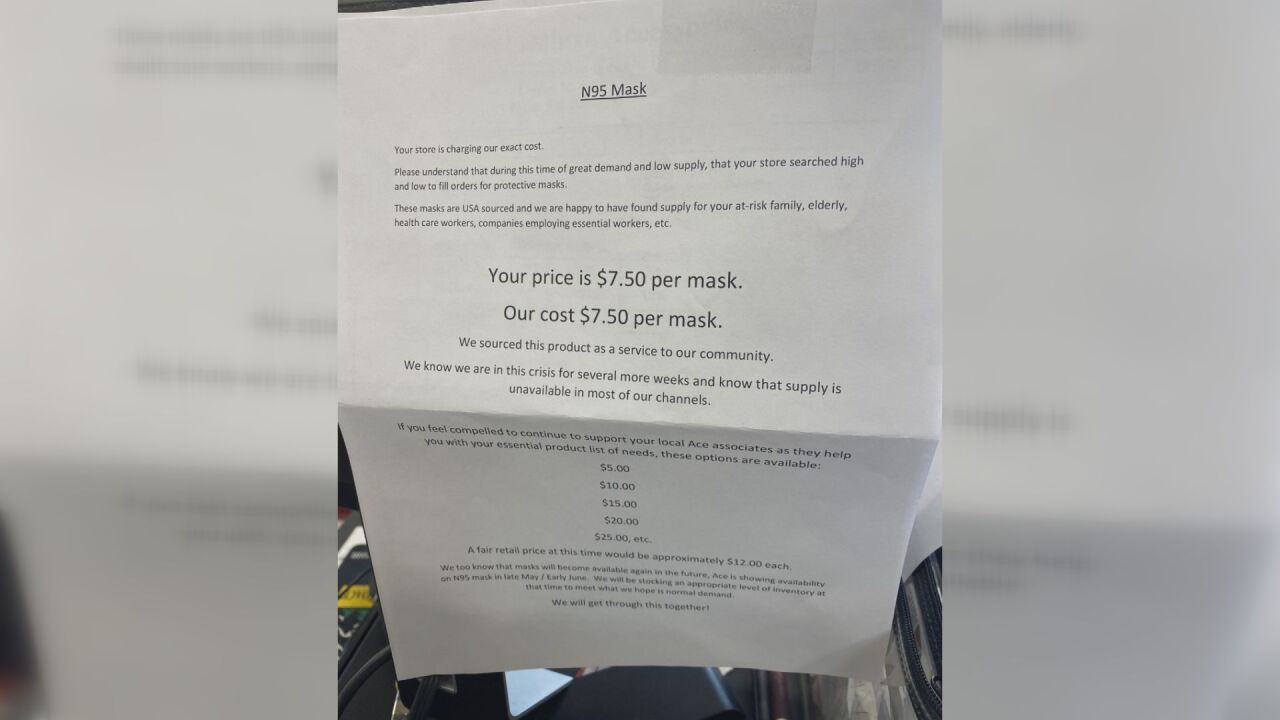 N95 Mask
Your store is charging our exact cost.
Please understand that during this time of great demand and low supply, that your store searched high
and low to fill orders for protective masks.
These masks are USA sourced and we are happy to have found supply for your at-risk family, elderly,
health care workers, companies employing essential workers, etc.
Your price is $7.50 per mask.
Our cost $7.50 per mask.
We sourced this product as a service to our community.
We know we are in this crisis for several more weeks and know that supply is
unavailable in most of our channels.
If you feel compelled to continue to support your local Ace associates as they help
you with your essential product list of needs, these options are available:
$5.00
$10.00
$15.00
$20.00
$25.00, etc.
A fair retail price at this time would be approximately $12.00 each.
We too know that masks will become available again in the future, Ace is showing availability
on N95 mask in late May / Early June. We will be stocking an appropriate level of inventory at
that time to meet what we hope is normal demand.
We will get through this together!